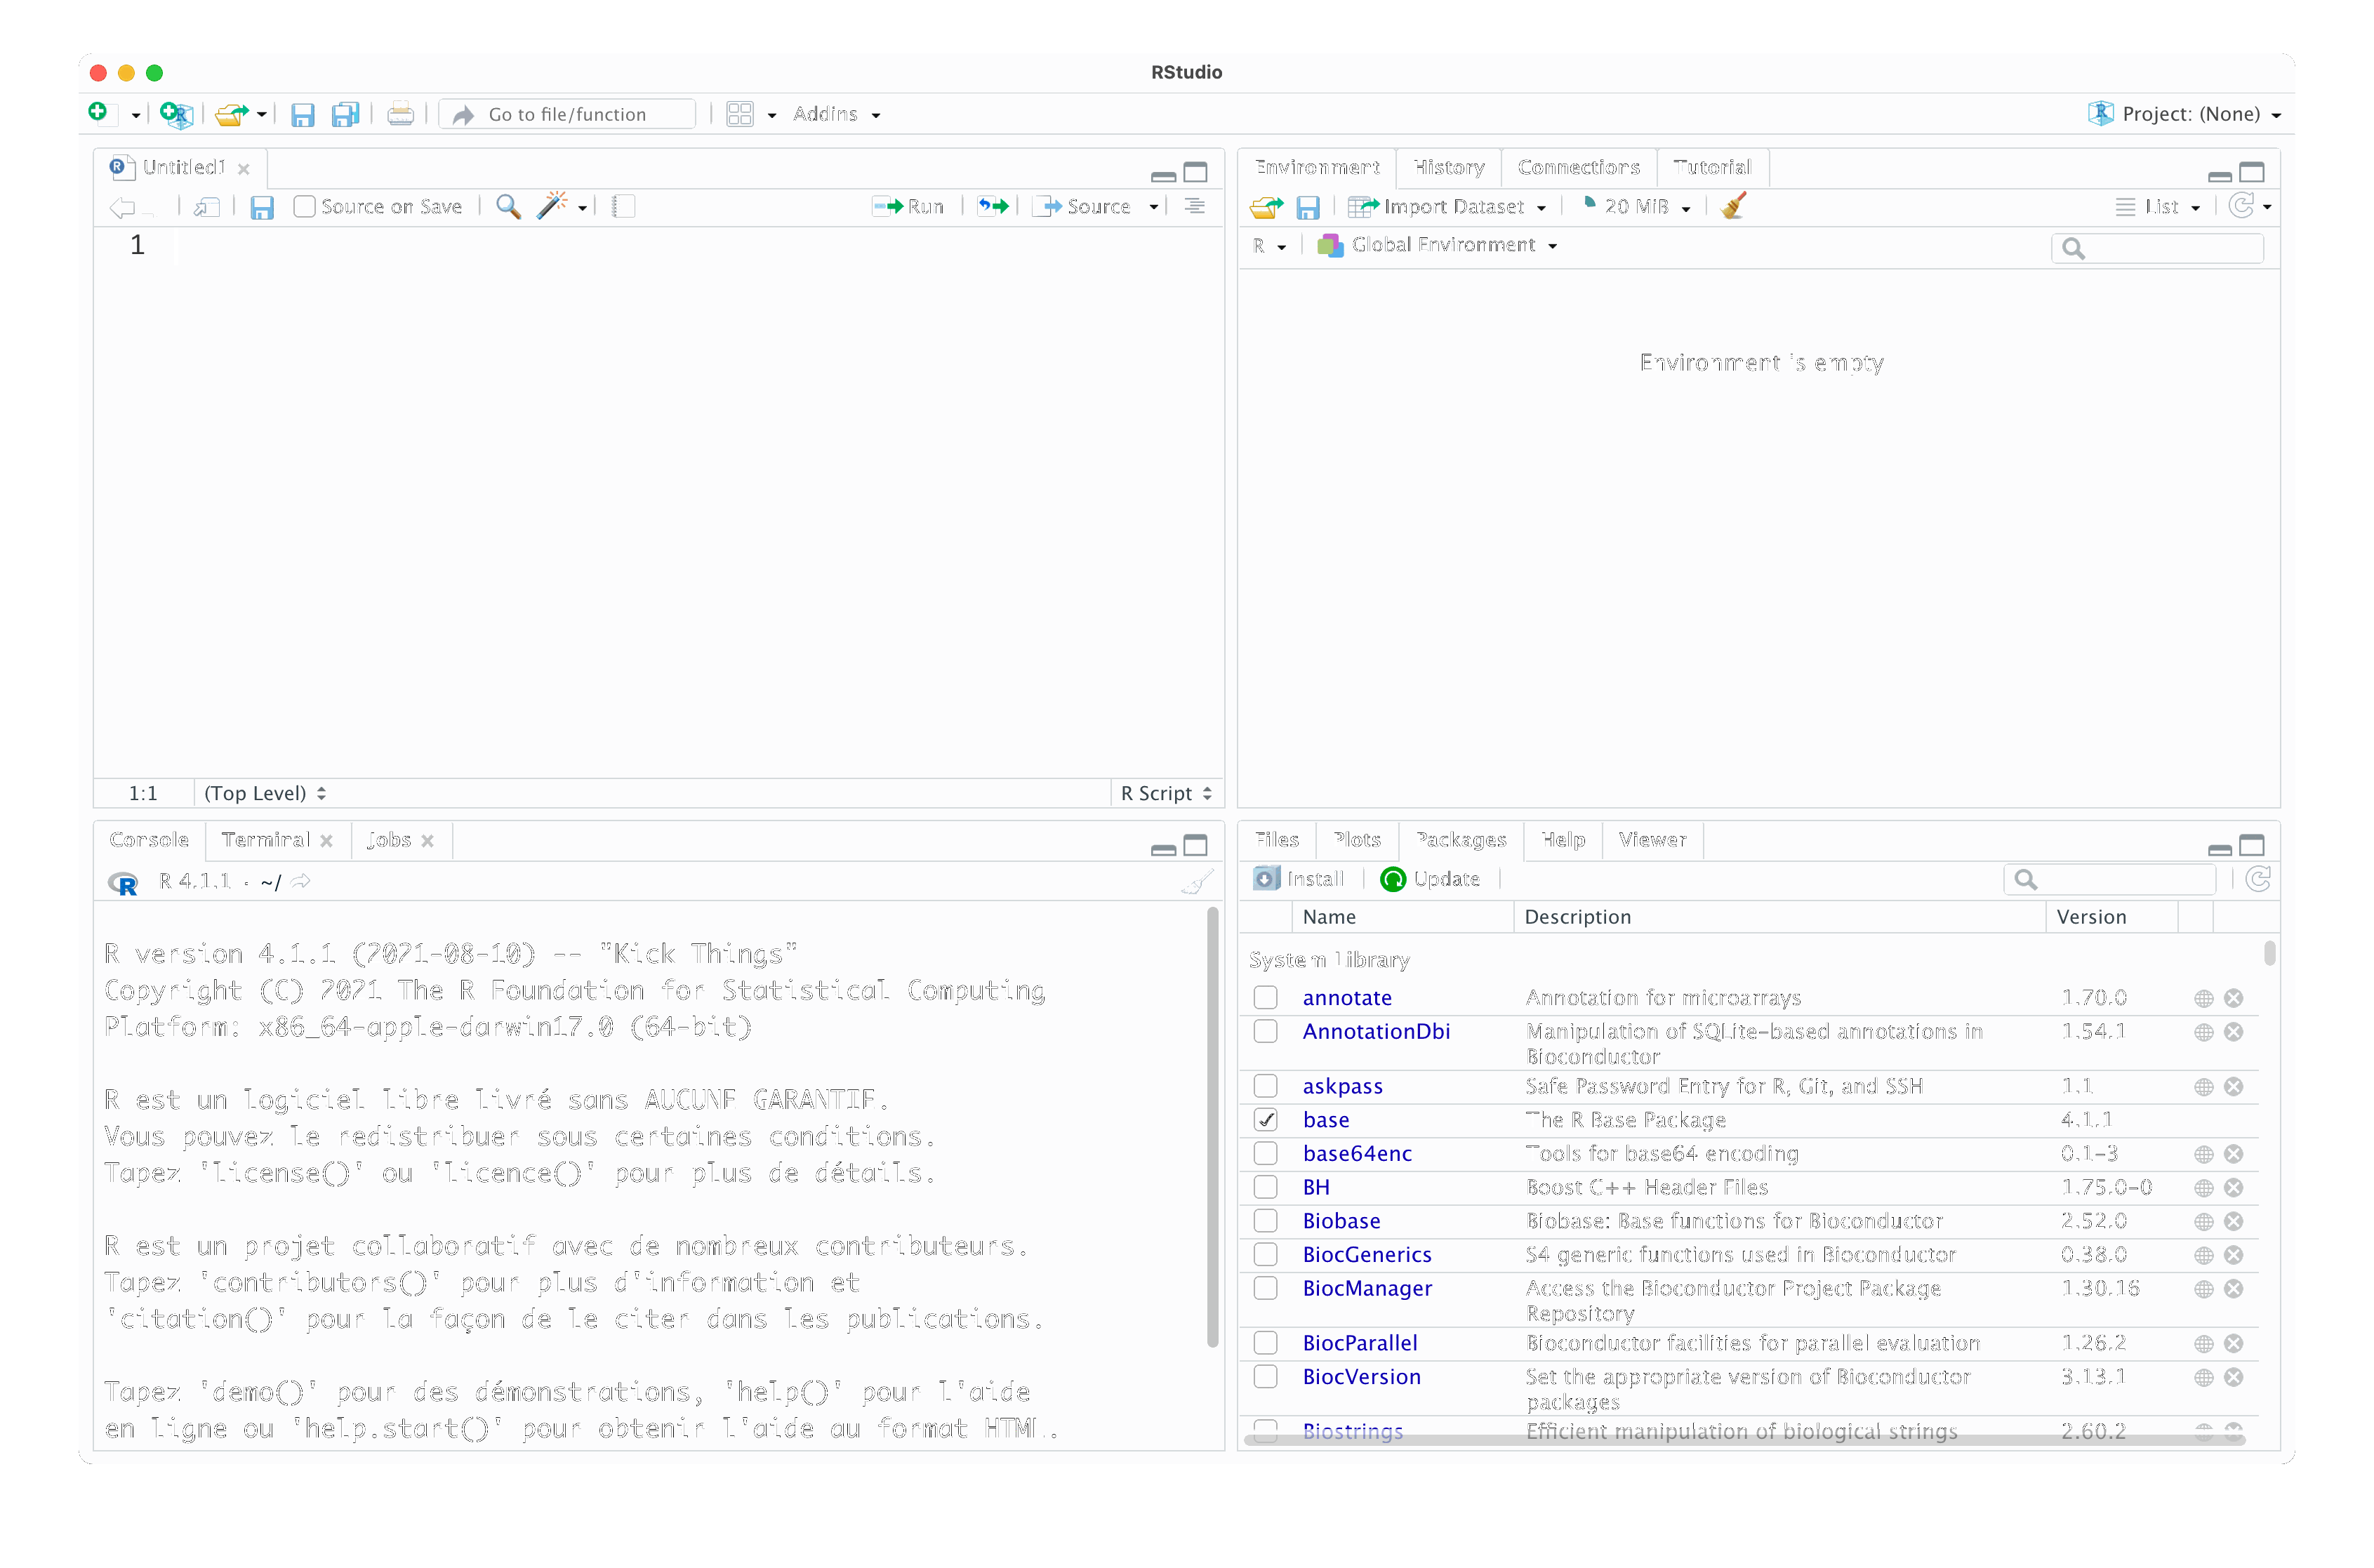 RStudio
Go to file/function
Addins
Project: (None)
Untitled1
Source on Save
Run
Source
1
1:1
(Top Level)
R Script
Environment
History
Connections
Tutorial
Import Dataset
20 MiB
List
R
Global Environment
Environment is empty
Console
Terminal
Jobs
R 4.1.1 · ~/
R version 4.1.1 (2021-08-10) -- "Kick Things"
Copyright (C) 2021 The R Foundation for Statistical Computing
Platform: x86_64-apple-darwin17.0 (64-bit)
R est un logiciel libre livré sans AUCUNE GARANTIE.
Vous pouvez le redistribuer sous certaines conditions.
Tapez 'license()' ou 'licence()' pour plus de détails.
R est un projet collaboratif avec de nombreux contributeurs.
Tapez 'contributors()' pour plus d'information et
'citation()' pour la façon de le citer dans les publications.
Tapez 'demo()' pour des démonstrations, 'help()' pour l'aide
en ligne ou 'help.start()' pour obtenir l'aide au format HTML.
Files
Plots
Packages
Help
Viewer
Install
Update
Name Description Version
System Library
annotate Annotation for microarrays 1.70.0
AnnotationDbi Manipulation of SQLite-based annotations in 1.54.1
Bioconductor
askpass Safe Password Entry for R, Git, and SSH 1.1
base The R Base Package 4.1.1
base64enc Tools for base64 encoding 0.1-3
BH Boost C++ Header Files 1.75.0-0
Biobase Biobase: Base functions for Bioconductor 2.52.0
BiocGenerics S4 generic functions used in Bioconductor 0.38.0
BiocManager Access the Bioconductor Project Package 1.30.16
Repository
BiocParallel Bioconductor facilities for parallel evaluation 1.26.2
BiocVersion Set the appropriate version of Bioconductor 3.13.1
packages
Biostrings Efficient manipulation of biological strings 2.60.2